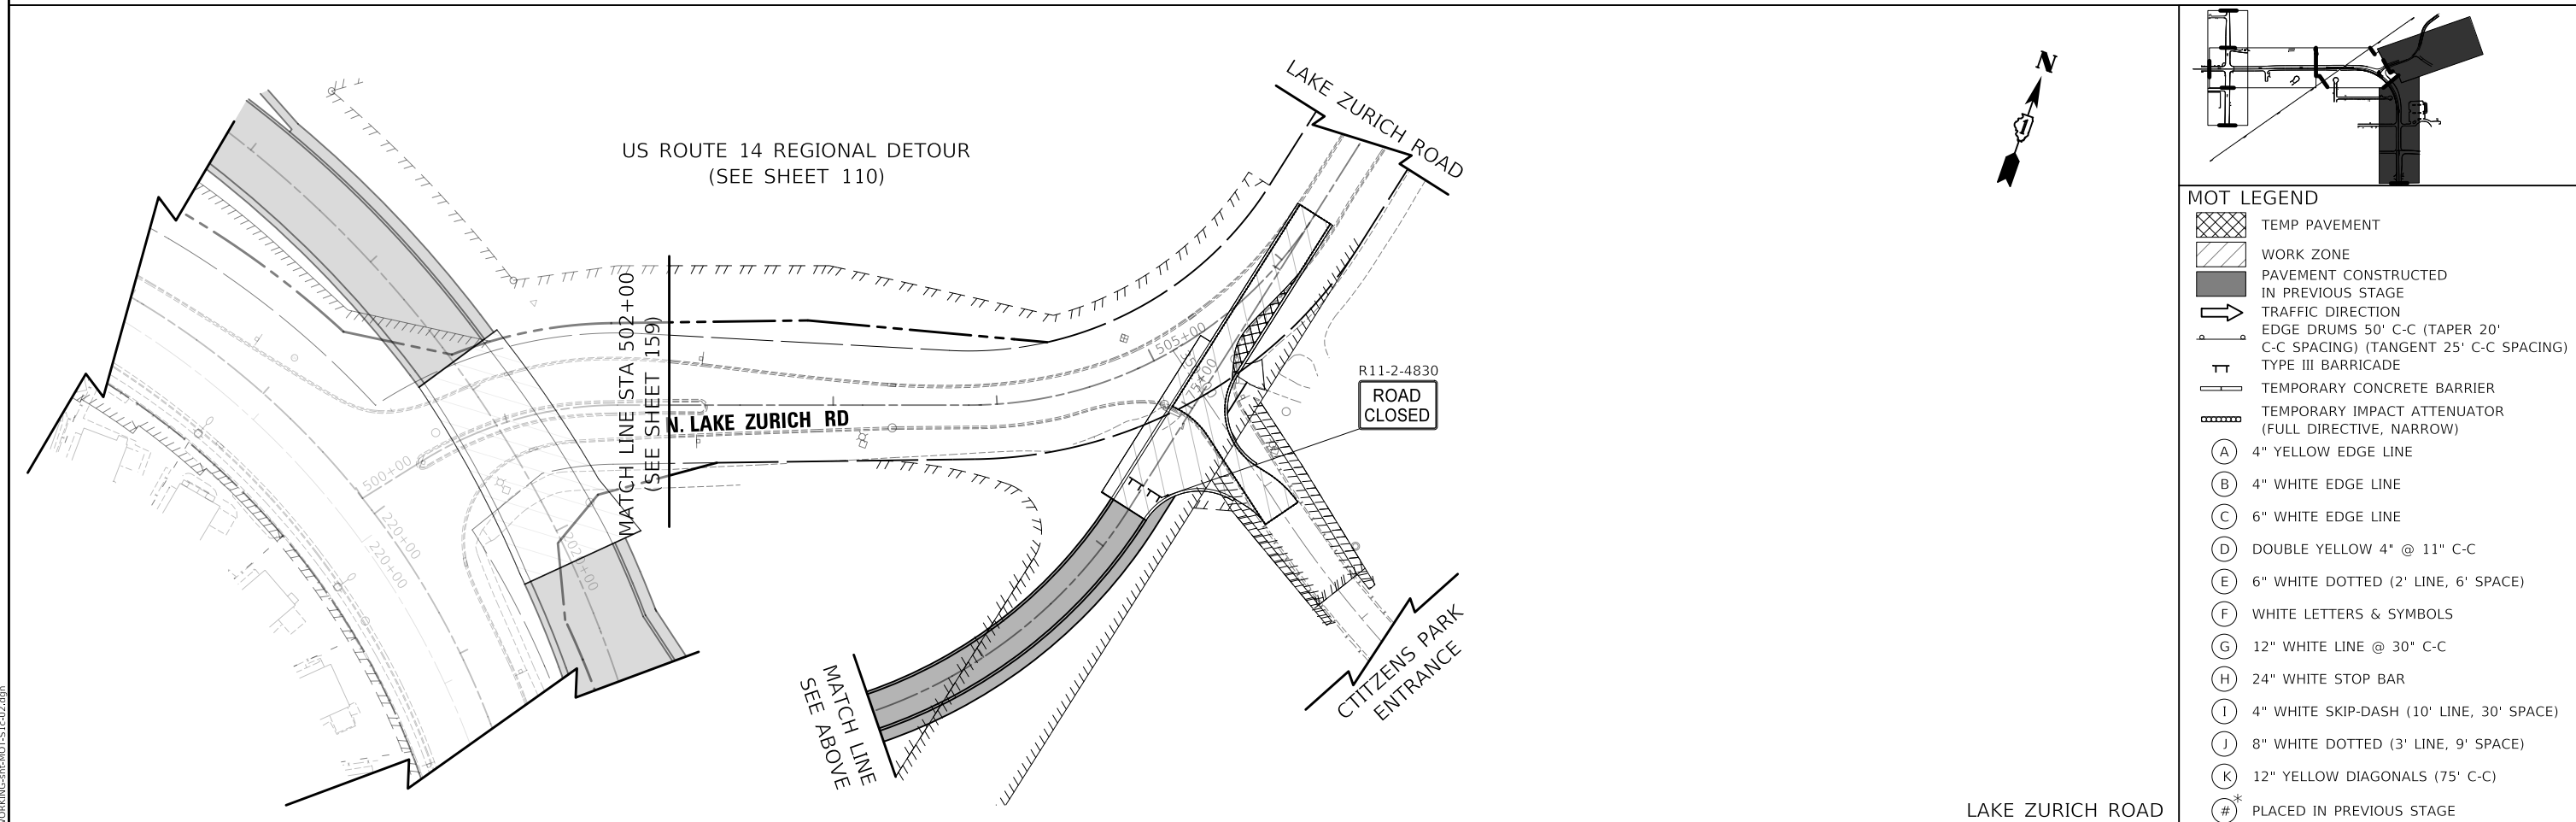 US ROUTE 14 REGIONAL DETOUR
(SEE SHEET 110)
LAKE ZURICH ROAD
N
1
MATCH LINE STA 502+00
(SEE SHEET 159)
N. LAKE ZURICH RD
505+00
R11-2-4830
ROAD
CLOSED
500+00
220+00
220+00
202+00
MATCH LINE
SEE ABOVE
CTITZENS PARK
ENTRANCE
LAKE ZURICH ROAD
MOT LEGEND
TEMP PAVEMENT
WORK ZONE
PAVEMENT CONSTRUCTED
IN PREVIOUS STAGE
TRAFFIC DIRECTION
EDGE DRUMS 50' C-C (TAPER 20'
C-C SPACING) (TANGENT 25' C-C SPACING)
TYPE III BARRICADE
TEMPORARY CONCRETE BARRIER
TEMPORARY IMPACT ATTENUATOR
(FULL DIRECTIVE, NARROW)
A 4" YELLOW EDGE LINE
B 4" WHITE EDGE LINE
C 6" WHITE EDGE LINE
D DOUBLE YELLOW 4" @ 11" C-C
E 6" WHITE DOTTED (2' LINE, 6' SPACE)
F WHITE LETTERS & SYMBOLS
G 12" WHITE LINE @ 30" C-C
H 24" WHITE STOP BAR
I 4" WHITE SKIP-DASH (10' LINE, 30' SPACE)
J 8" WHITE DOTTED (3' LINE, 9' SPACE)
K 12" YELLOW DIAGONALS (75' C-C)
#* PLACED IN PREVIOUS STAGE